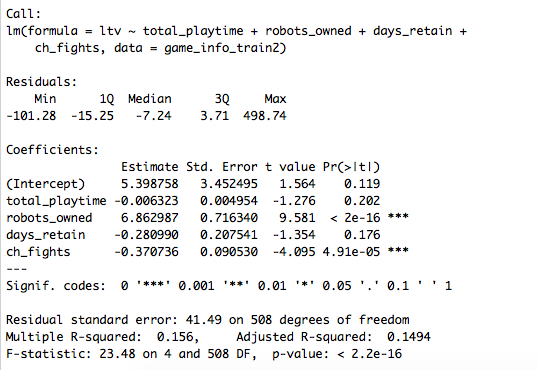 Call:
lm(formula = ltv ~ total_playtime + robots_owned + days_retain +
    ch_fights, data = game_info_train2)

Residuals:
    Min      1Q  Median      3Q     Max
-101.28  -15.25   -7.24    3.71  498.74

Coefficients:
                Estimate Std. Error t value Pr(>|t|)
(Intercept)     5.398758   3.452495   1.564    0.119
total_playtime -0.006323   0.004954  -1.276    0.202
robots_owned    6.862987   0.716340   9.581  < 2e-16 ***
days_retain    -0.280990   0.207541  -1.354    0.176
ch_fights      -0.370736   0.090530  -4.095 4.91e-05 ***
---
Signif. codes:  0 '***' 0.001 '**' 0.01 '*' 0.05 '.' 0.1 ' ' 1

Residual standard error: 41.49 on 508 degrees of freedom
Multiple R-squared:  0.156,	Adjusted R-squared:  0.1494
F-statistic: 23.48 on 4 and 508 DF,  p-value: < 2.2e-16